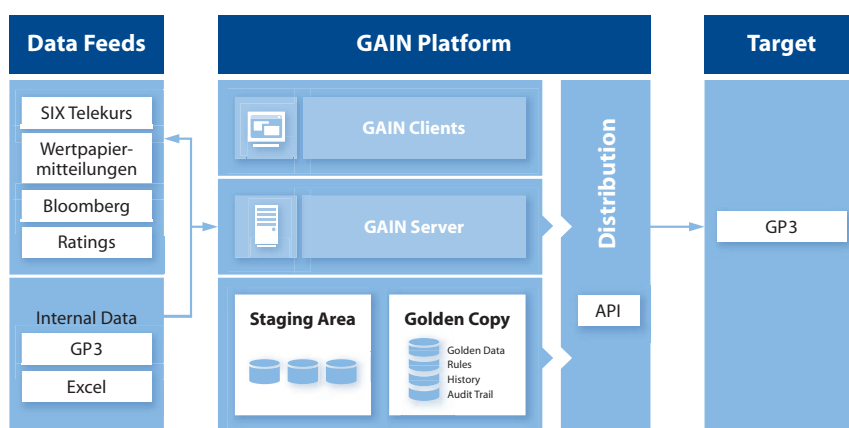 Data Feeds
GAIN Platform
Target
SIX Telekurs
Wertpapier-
mitteilungen
Bloomberg
Ratings
Internal Data
GP3
Excel
GAIN Clients
GAIN Server
Staging Area
Golden Copy
Golden Data
Rules
History
Audit Trail
Distribution
API
GP3